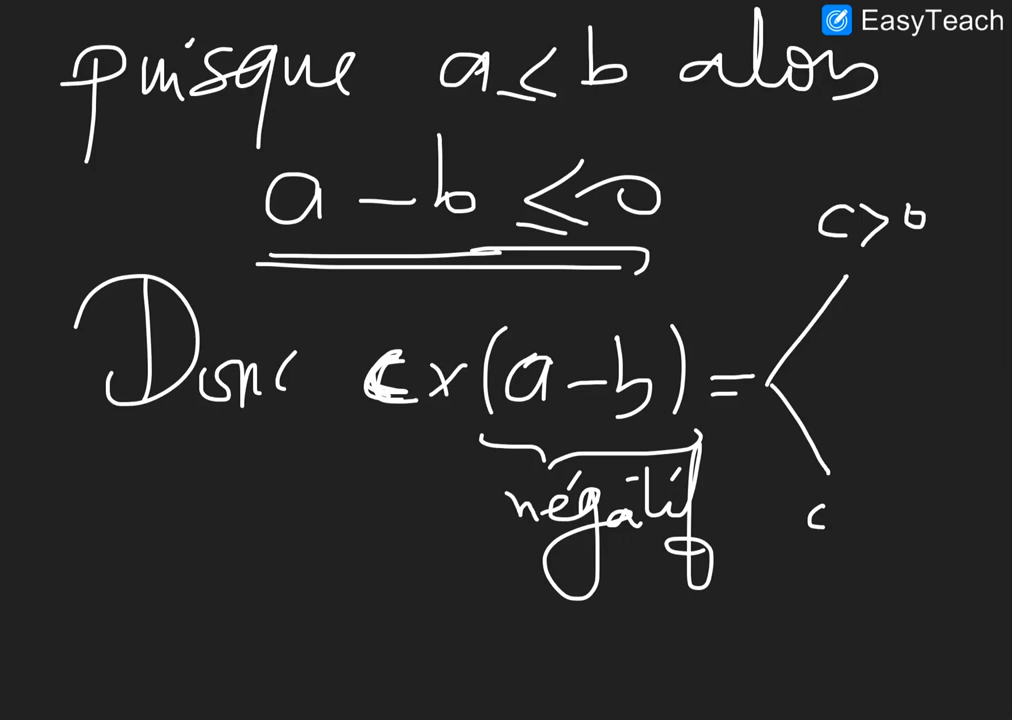 EasyTeach
puisque a ≤ b alors
a - b ≤ 0
c > 0
Donc c x (a - b) =
négatif
c